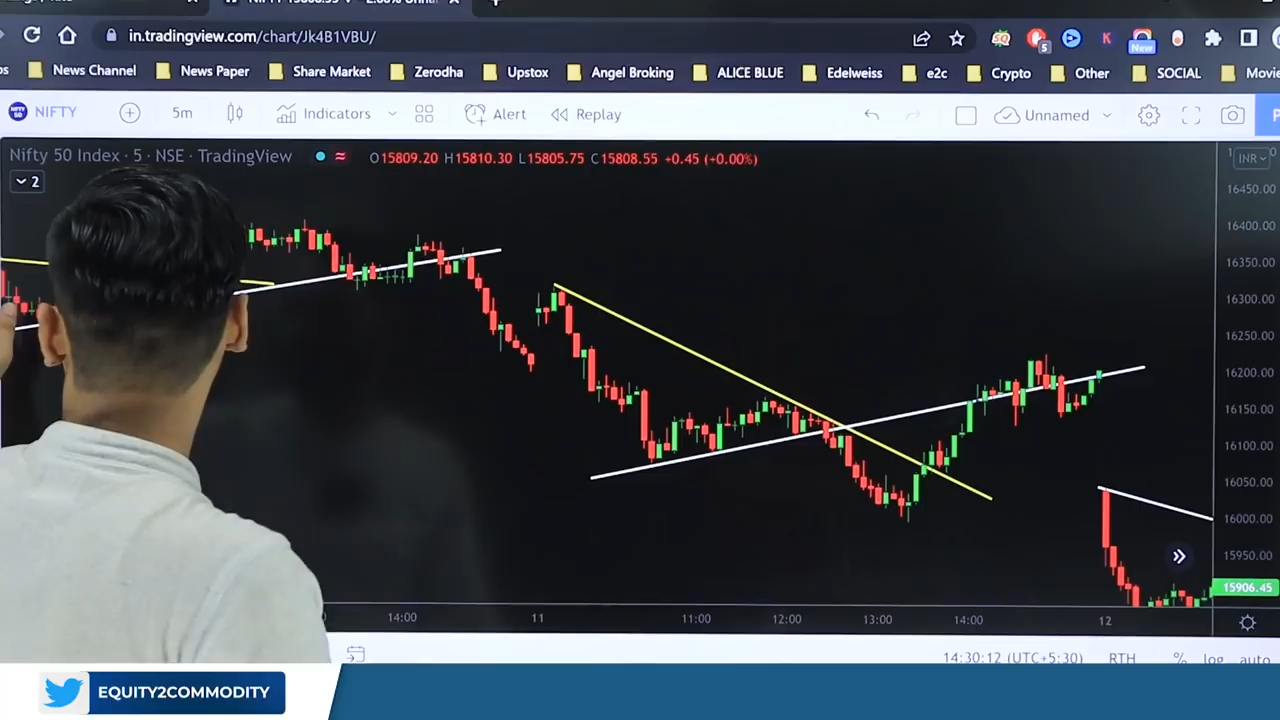 in.tradingview.com/chart/Jk4B1VBU/
5
New
News Channel News Paper Share Market Zerodha Upstox Angel Broking ALICE BLUE Edelweiss e2c Crypto Other SOCIAL Movie
NIFTY 5m Indicators Alert Replay Unnamed
Nifty 50 Index · 5 · NSE · TradingView O15809.20 H15810.30 L15805.75 C15808.55 +0.45 (+0.00%)
INR
2
16450.00
16400.00
16350.00
16300.00
16250.00
16200.00
16150.00
16100.00
16050.00
16000.00
15950.00
15906.45
14:00 11 11:00 12:00 13:00 14:00 12
14:30:12 (UTC+5:30) RTH % log auto
EQUITY2COMMODITY